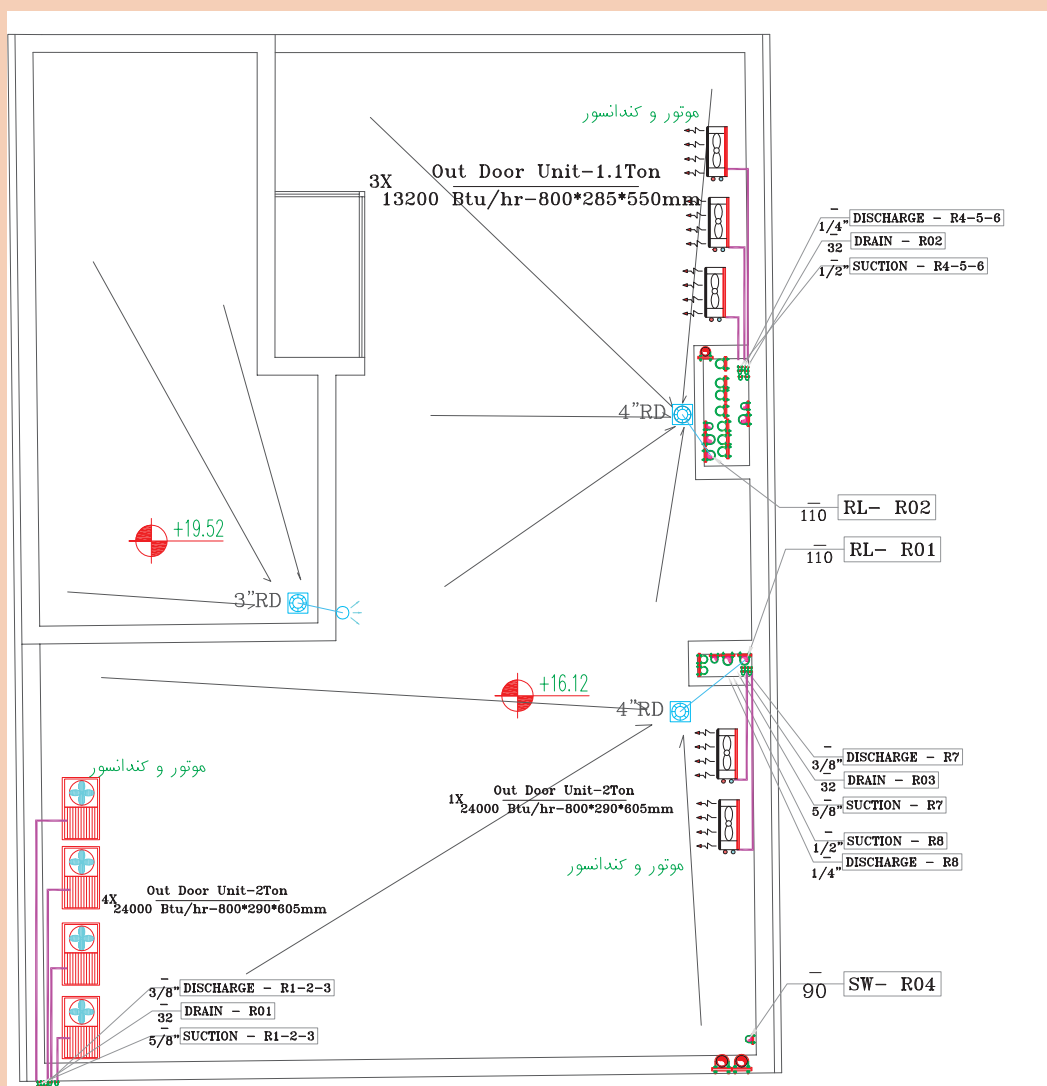 موتور و کندانسور
3X
Out Door Unit-1.1Ton
13200 Btu/hr-800*285*550mm
1/4" DISCHARGE - R4-5-6
32 DRAIN - R02
1/2" SUCTION - R4-5-6
4"RD
110 RL- R02
+19.52
110 RL- R01
3"RD
+16.12
4"RD
موتور و کندانسور
3/8" DISCHARGE - R7
32 DRAIN - R03
5/8" SUCTION - R7
1/2" SUCTION - R8
1/4" DISCHARGE - R8
1X
Out Door Unit-2Ton
24000 Btu/hr-800*290*605mm
موتور و کندانسور
4X
Out Door Unit-2Ton
24000 Btu/hr-800*290*605mm
3/8" DISCHARGE - R1-2-3
32 DRAIN - R01
5/8" SUCTION - R1-2-3
90 SW- R04